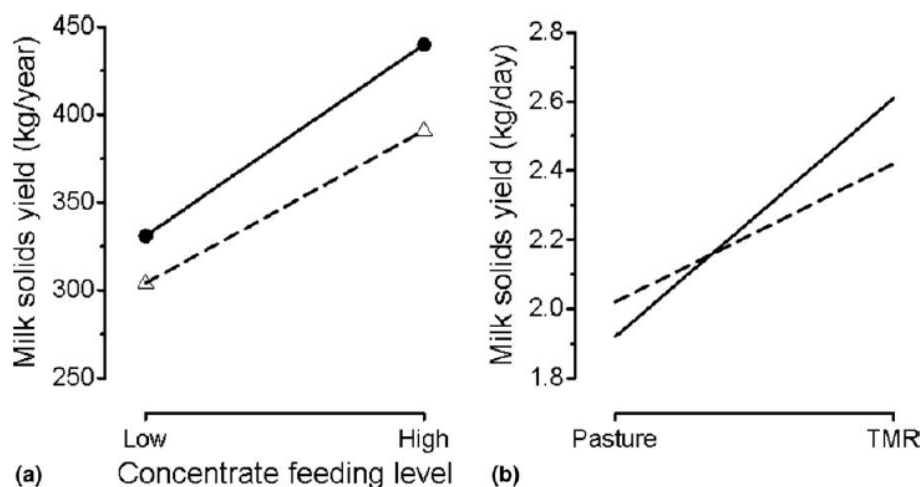 Milk solids yield (kg/year)
450
400
350
300
250
Low
High
(a)
Concentrate feeding level
Milk solids yield (kg/day)
2.8
2.6
2.4
2.2
2.0
1.8
Pasture
TMR
(b)